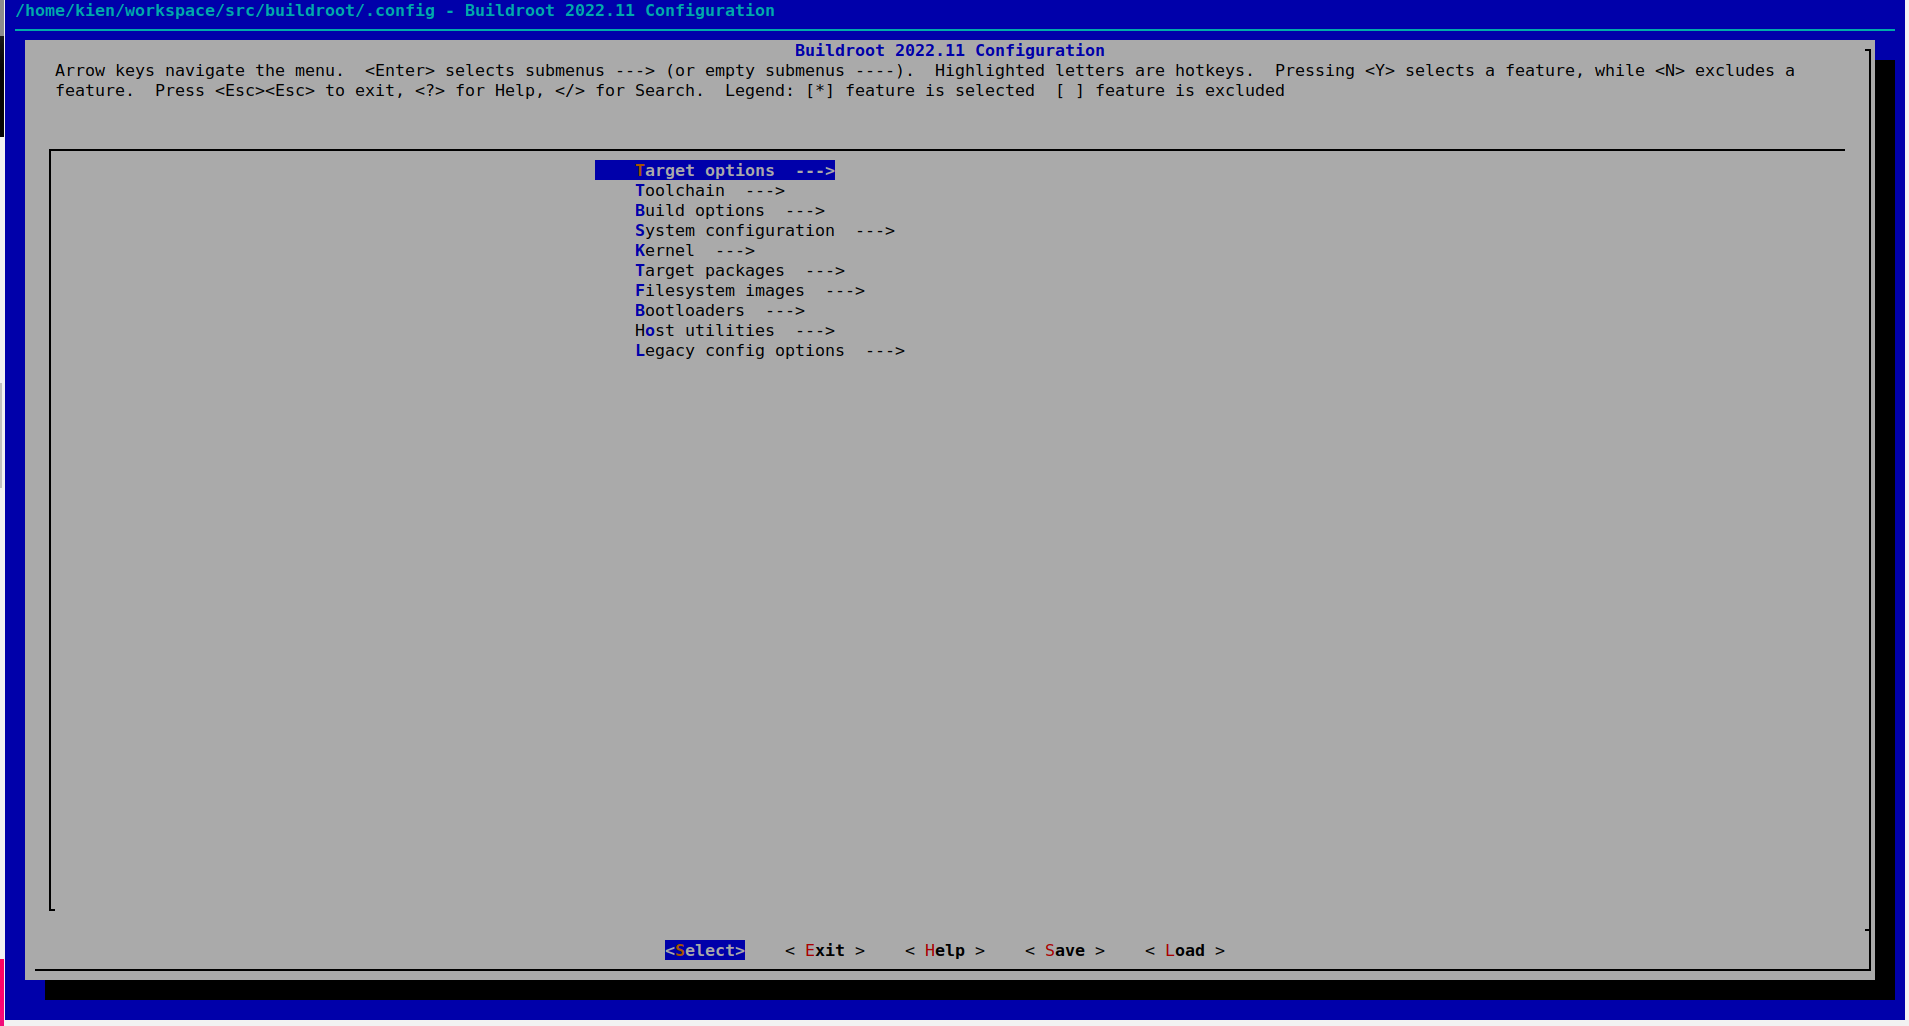 /home/kien/workspace/src/buildroot/.config - Buildroot 2022.11 Configuration
Buildroot 2022.11 Configuration
Arrow keys navigate the menu.  <Enter> selects submenus ---> (or empty submenus ----).  Highlighted letters are hotkeys.  Pressing <Y> selects a feature, while <N> excludes a
feature.  Press <Esc><Esc> to exit, <?> for Help, </> for Search.  Legend: [*] feature is selected  [ ] feature is excluded
Target options  --->
Toolchain  --->
Build options  --->
System configuration  --->
Kernel  --->
Target packages  --->
Filesystem images  --->
Bootloaders  --->
Host utilities  --->
Legacy config options  --->
<Select>    < Exit >    < Help >    < Save >    < Load >